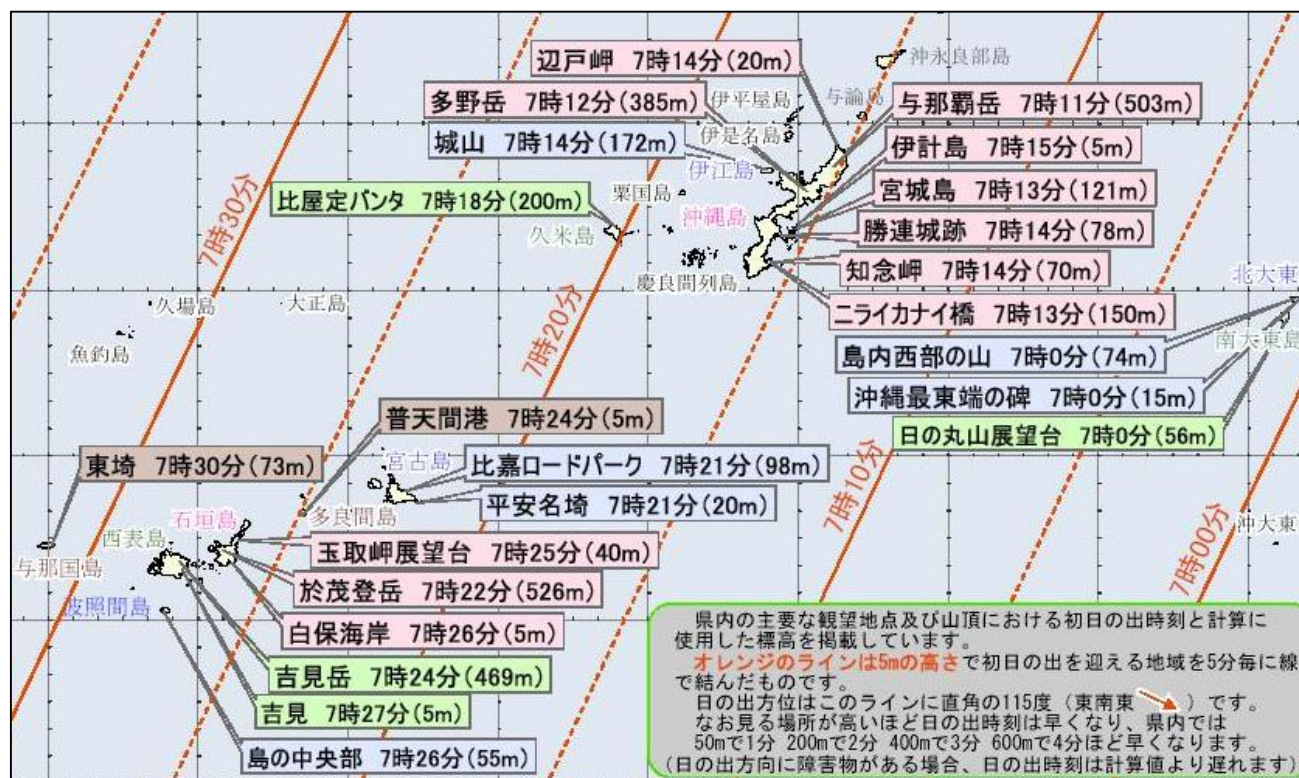 辺戸岬 7時14分(20m)
沖永良部島
多野岳 7時12分(385m)
伊平屋島
与論島
与那覇岳 7時11分(503m)
城山 7時14分(172m)
伊是名島
伊計島 7時15分(5m)
伊江島
宮城島 7時13分(121m)
比屋定バンタ 7時18分(200m)
粟国島
沖縄島
勝連城跡 7時14分(78m)
久米島
慶良間列島
知念岬 7時14分(70m)
ニライカナイ橋 7時13分(150m)
北大東
南大東島
島内西部の山 7時0分(74m)
沖縄最東端の碑 7時0分(15m)
日の丸山展望台 7時0分(56m)
7時30分
7時20分
7時10分
7時00分
久場島
大正島
魚釣島
普天間港 7時24分(5m)
東埼 7時30分(73m)
宮古島
比嘉ロードパーク 7時21分(98m)
平安名埼 7時21分(20m)
多良間島
石垣島
西表島
与那国島
波照間島
沖大東
玉取岬展望台 7時25分(40m)
於茂登岳 7時22分(526m)
白保海岸 7時26分(5m)
吉見岳 7時24分(469m)
吉見 7時27分(5m)
島の中央部 7時26分(55m)
県内の主要な観望地点及び山頂における初日の出時刻と計算に
使用した標高を掲載しています。
オレンジのラインは5mの高さで初日の出を迎える地域を5分毎に線
で結んだものです。
日の出方位はこのラインに直角の115度（東南東 ）です。
なお見る場所が高いほど日の出時刻は早くなり、県内では
50mで1分 200mで2分 400mで3分 600mで4分ほど早くなります。
(日の出方向に障害物がある場合、日の出時刻は計算値より遅れます)